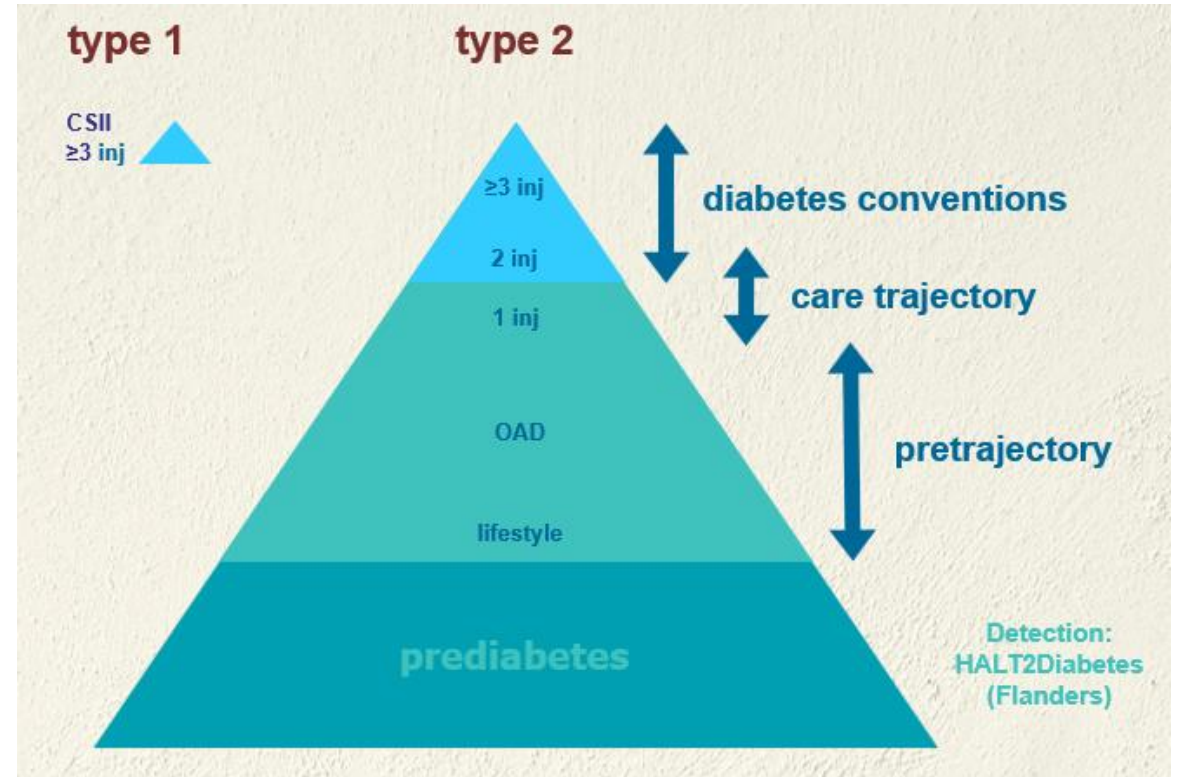 type 1
type 2
CSII
≥3 inj
≥3 inj
2 inj
1 inj
OAD
lifestyle
prediabetes
diabetes conventions
care trajectory
pretrajectory
Detection:
HALT2Diabetes
(Flanders)